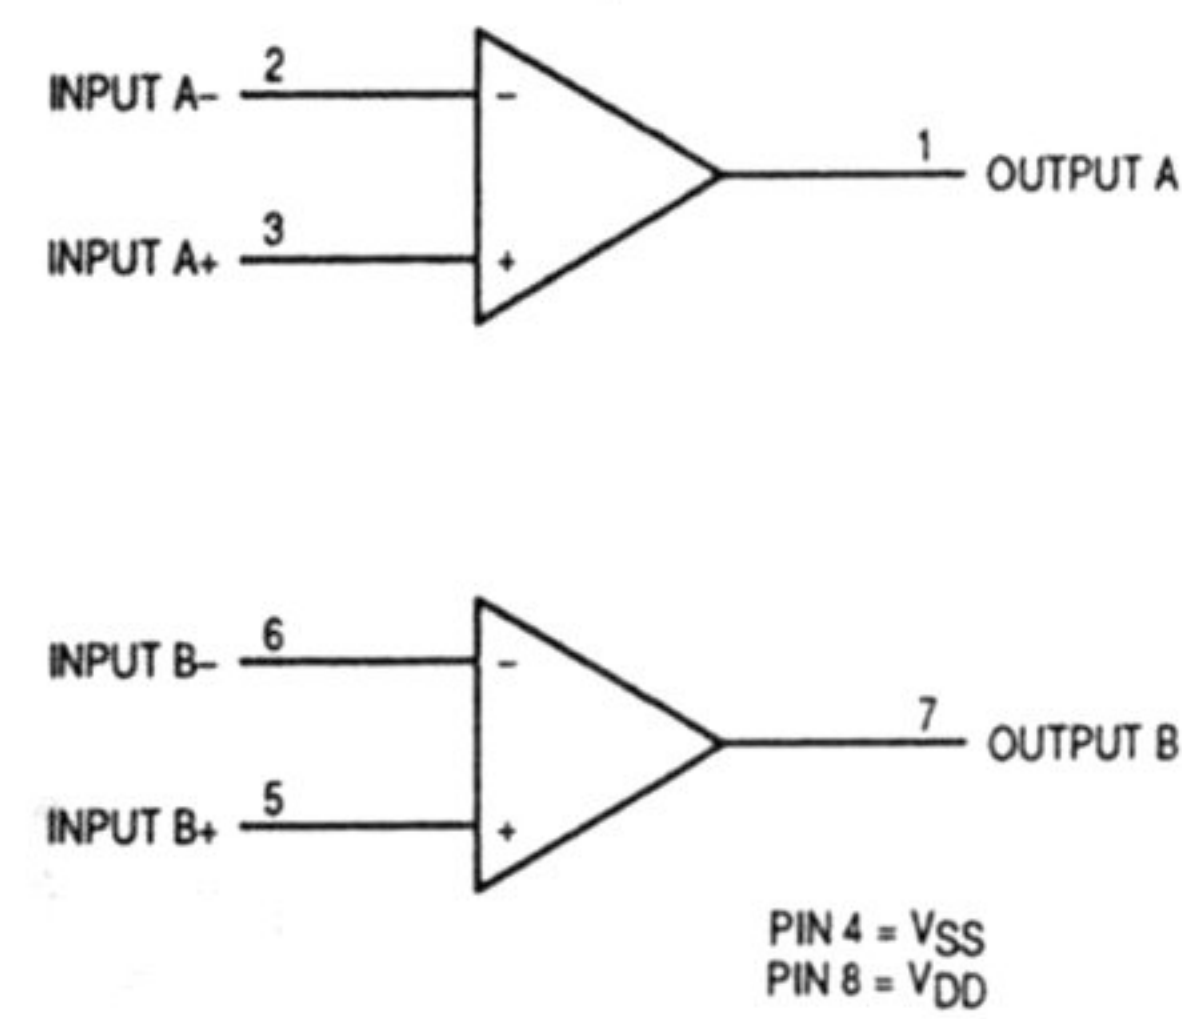 2
INPUT A–
–
1
OUTPUT A
3
INPUT A+
+
6
INPUT B–
–
7
OUTPUT B
5
INPUT B+
+
PIN 4 = VSS
PIN 8 = VDD